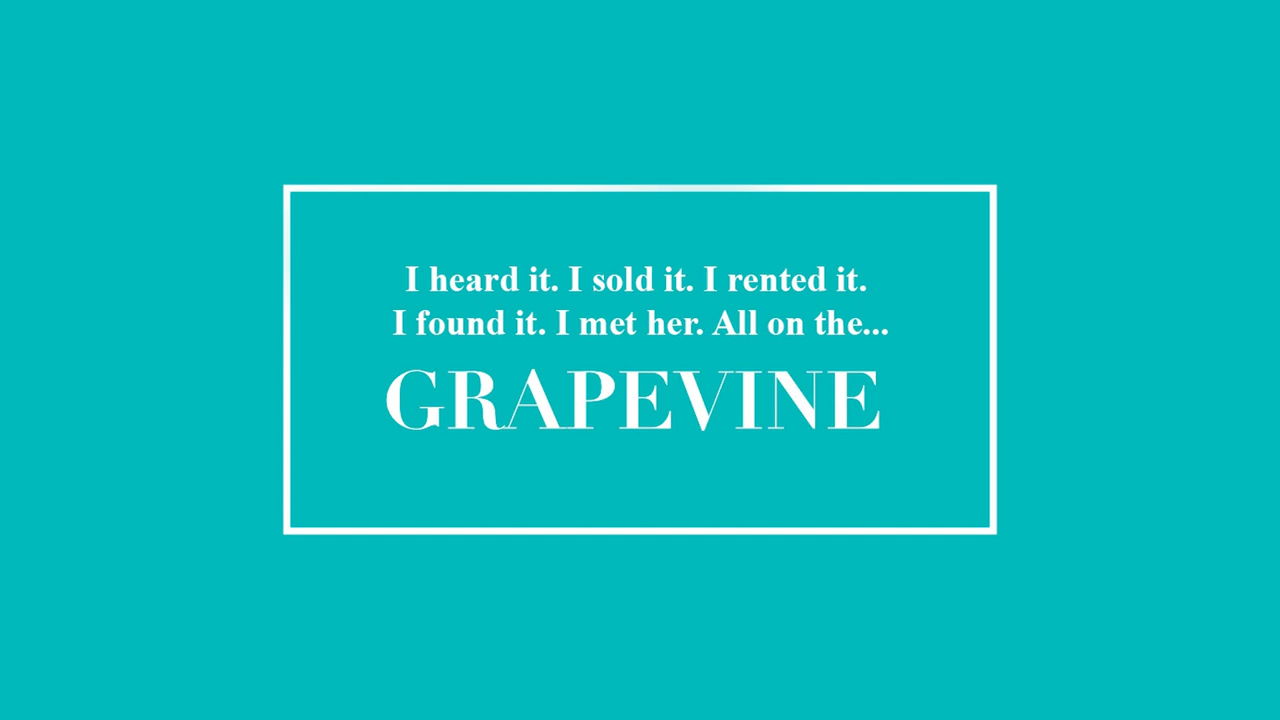 I heard it. I sold it. I rented it.
I found it. I met her. All on the...
GRAPEVINE